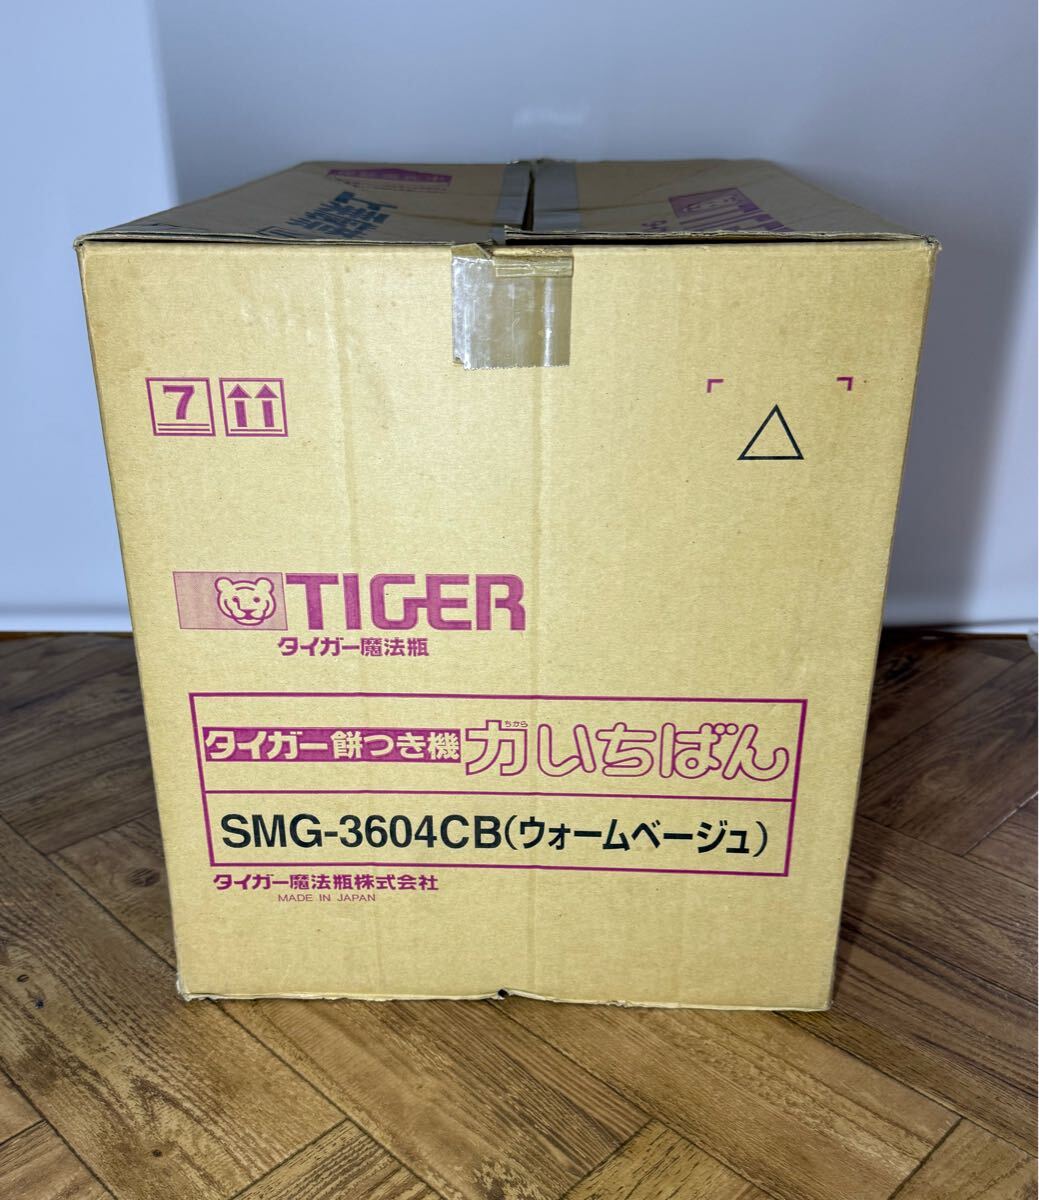 7
TIGER
タイガー魔法瓶
タイガー餅つき機 力いちばん
ちから
SMG-3604CB(ウォームベージュ)
タイガー魔法瓶株式会社
MADE IN JAPAN